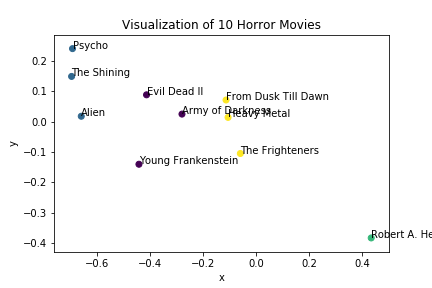 Visualization of 10 Horror Movies
Psycho
The Shining
Alien
Evil Dead II
Army of Darkness
From Dusk Till Dawn
Heavy Metal
Young Frankenstein
The Frighteners
Robert A. He
y
0.2
0.1
0.0
−0.1
−0.2
−0.3
−0.4
−0.6 −0.4 −0.2 0.0 0.2 0.4
x